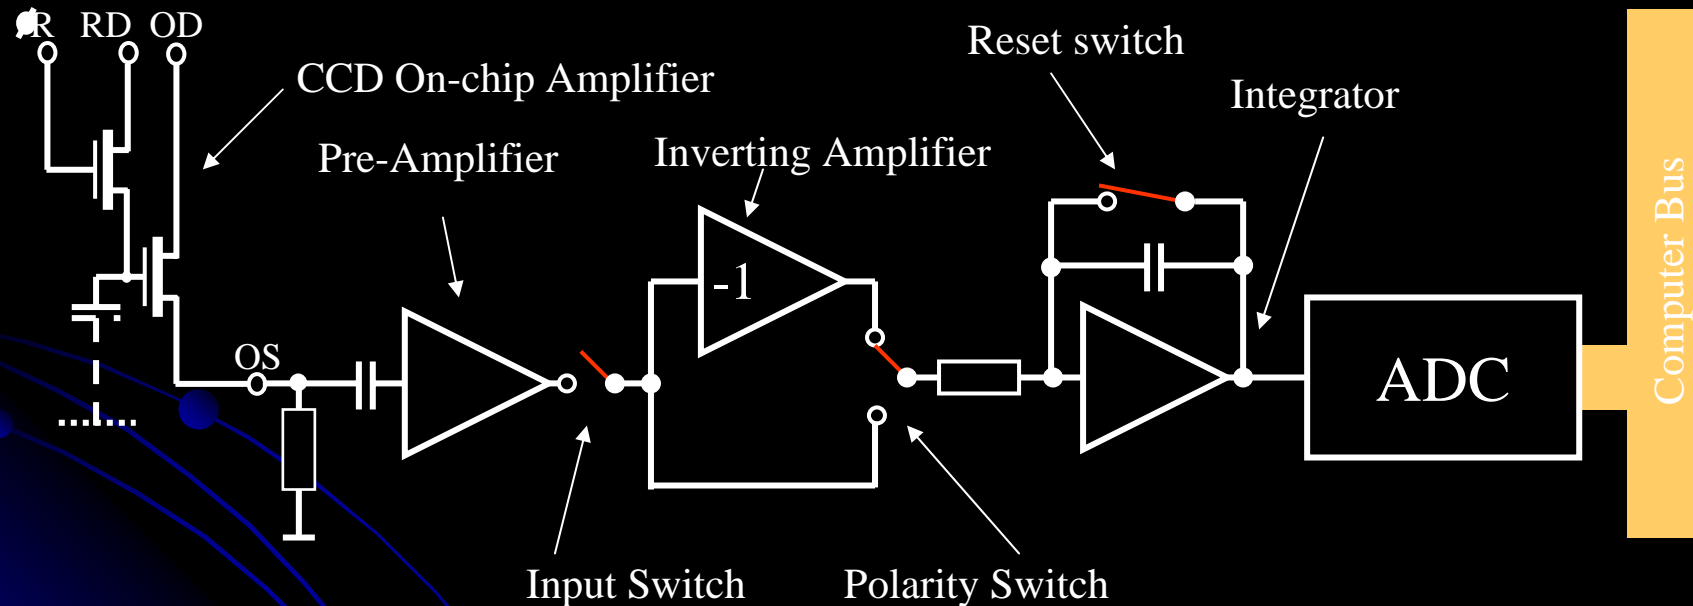 ØR RD OD
Reset switch
CCD On-chip Amplifier
Integrator
Pre-Amplifier
Inverting Amplifier
Computer Bus
-1
OS
ADC
Input Switch
Polarity Switch